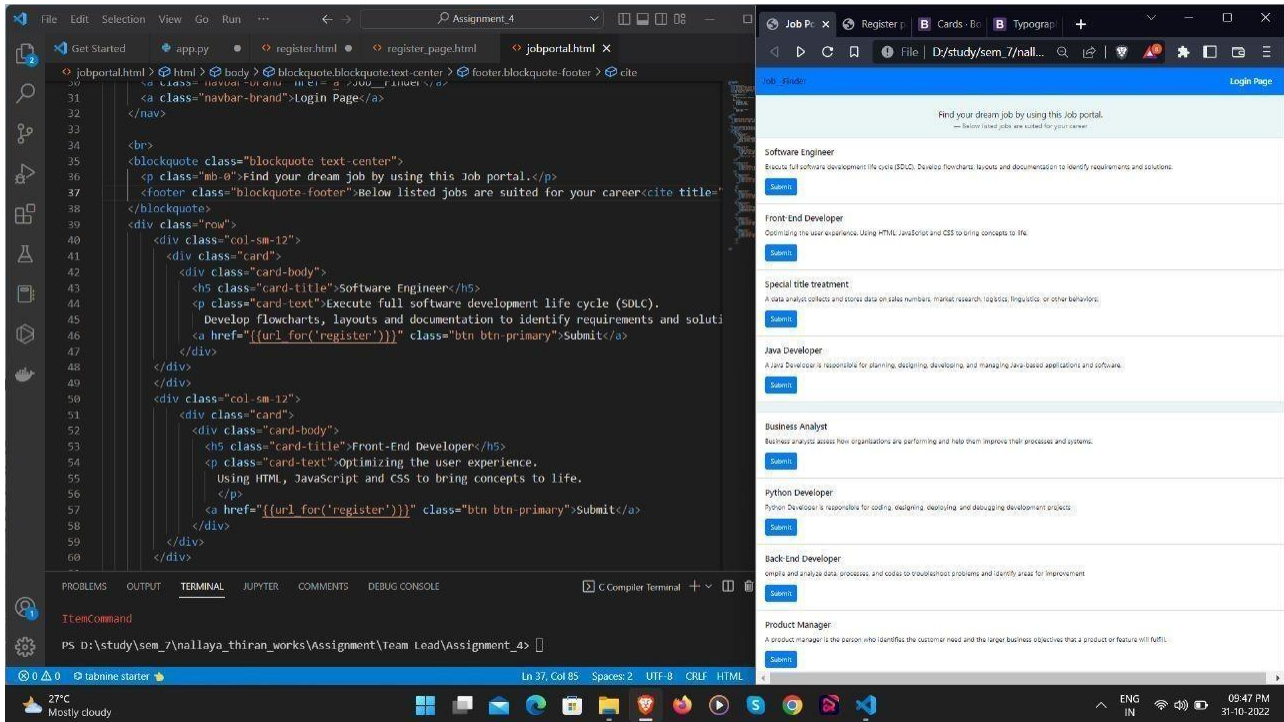 File Edit Selection View Go Run ··· Assignment_4
Get Started app.py register.html register_page.html jobportal.html
jobportal.html > html > body > blockquote.blockquote.text-center > footer.blockquote-footer > cite
31 <a class="navbar-brand">Login Page</a>
32 </nav>
33
34 <br>
35 <blockquote class="blockquote text-center">
36 <p class="mb-0">Find your dream job by using this Job portal.</p>
37 <footer class="blockquote-footer">Below listed jobs are suited for your career<cite title="
38 </blockquote>
39 <div class="row">
40 <div class="col-sm-12">
41 <div class="card">
42 <div class="card-body">
43 <h5 class="card-title">Software Engineer</h5>
44 <p class="card-text">Execute full software development life cycle (SDLC).
45 Develop flowcharts, layouts and documentation to identify requirements and soluti
46 <a href="{{url_for('register')}}" class="btn btn-primary">Submit</a>
47 </div>
48 </div>
49 </div>
50 <div class="col-sm-12">
51 <div class="card">
52 <div class="card-body">
53 <h5 class="card-title">Front-End Developer</h5>
54 <p class="card-text">Optimizing the user experience.
55 Using HTML, JavaScript and CSS to bring concepts to life.
56 </p>
57 <a href="{{url_for('register')}}" class="btn btn-primary">Submit</a>
58 </div>
59 </div>
60 </div>
PROBLEMS OUTPUT TERMINAL JUPYTER COMMENTS DEBUG CONSOLE C Compiler Terminal
ItemCommand
PS D:\study\sem_7\nallaya_thiran_works\Assignment\Team Lead\Assignment_4>
2
1
0 0 tabnine starter Ln 37, Col 85 Spaces: 2 UTF-8 CRLF HTML
Job Po Register p Cards · Bo Typograp
File D:/study/sem_7/nall...
Job_Finder Login Page
Find your dream job by using this Job portal.
— Below listed jobs are suited for your career
Software Engineer
Execute full software development life cycle (SDLC). Develop flowcharts, layouts and documentation to identify requirements and solutions.
Submit
Front-End Developer
Optimizing the user experience. Using HTML, JavaScript and CSS to bring concepts to life.
Submit
Special title treatment
A data analyst collects and stores data on sales numbers, market research, logistics, linguistics, or other behaviors.
Submit
Java Developer
A Java Developer is responsible for planning, designing, developing, and managing Java-based applications and software.
Submit
Business Analyst
Business analysts assess how organisations are performing and help them improve their processes and systems.
Submit
Python Developer
Python Developer is responsible for coding, designing, deploying, and debugging development projects
Submit
Back-End Developer
ompile and analyze data, processes, and codes to troubleshoot problems and identify areas for improvement
Submit
Product Manager
A product manager is the person who identifies the customer need and the larger business objectives that a product or feature will fulfill.
Submit
27°C
Mostly cloudy
ENG
IN
09:47 PM
31-10-2022